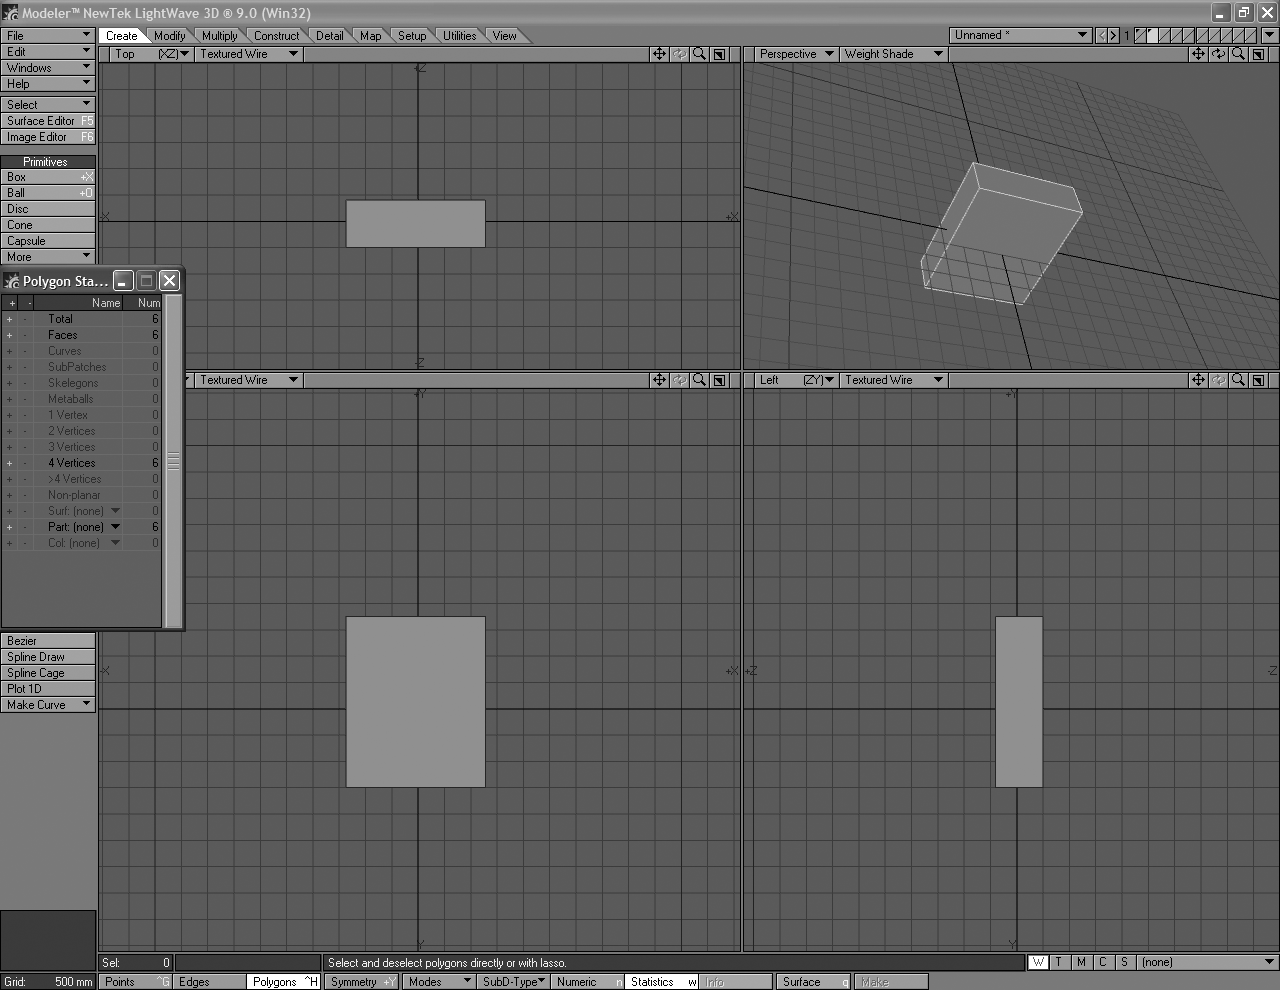 Modeler™ NewTek LightWave 3D ® 9.0 (Win32)
File
Create Modify Multiply Construct Detail Map Setup Utilities View
Unnamed * 1
Edit
Top (XZ) Textured Wire
Perspective Weight Shade
Windows
Help
Select
Surface Editor F5
Image Editor F6
Primitives
Box +X
Ball +O
Disc
Cone
Capsule
More
Polygon Sta...
+ - Name Num
+ - Total 6
+ - Faces 6
+ - Curves 0
+ - SubPatches 0
+ - Skelegons 0
+ - Metaballs 0
+ - 1 Vertex 0
+ - 2 Vertices 0
+ - 3 Vertices 0
+ - 4 Vertices 6
+ - >4 Vertices 0
+ - Non-planar 0
+ - Surf: (none) 0
+ - Part: (none) 6
+ - Col: (none) 0
Textured Wire
Left (ZY) Textured Wire
Bezier
Spline Draw
Spline Cage
Plot 1D
Make Curve
-X
+X
+Z
-Z
+Y
-Y
-X
+X
+Y
+Z
-Z
-Y
Sel: 0
Select and deselect polygons directly or with lasso.
W T M C S (none)
Grid: 500 mm
Points ^G Edges Polygons ^H Symmetry +Y Modes SubD-Type Numeric n Statistics w Info Surface q Make